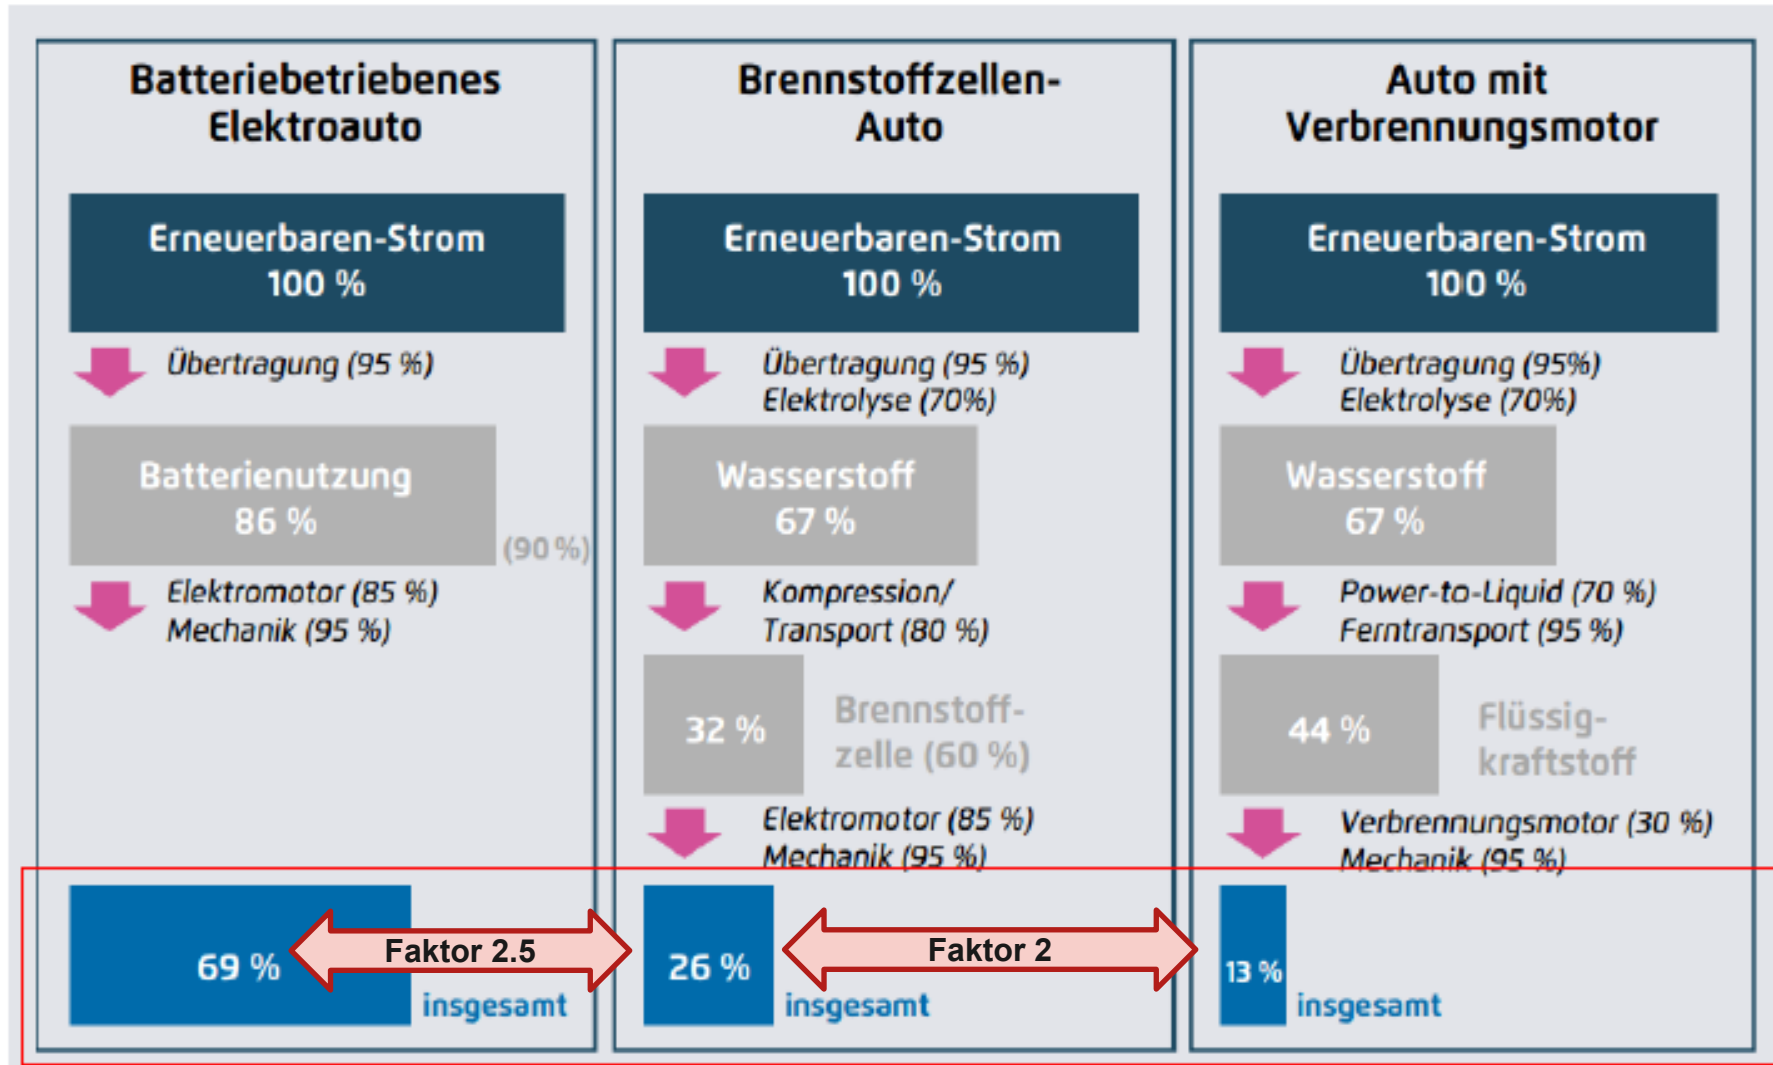 Batteriebetriebenes
Elektroauto
Erneuerbaren-Strom
100 %
Übertragung (95 %)
Batterienutzung
86 %
(90 %)
Elektromotor (85 %)
Mechanik (95 %)
69 %
insgesamt
Faktor 2.5
Brennstoffzellen-
Auto
Erneuerbaren-Strom
100 %
Übertragung (95 %)
Elektrolyse (70%)
Wasserstoff
67 %
Kompression/
Transport (80 %)
32 %
Brennstoff-
zelle (60 %)
Elektromotor (85 %)
Mechanik (95 %)
26 %
insgesamt
Faktor 2
Auto mit
Verbrennungsmotor
Erneuerbaren-Strom
100 %
Übertragung (95%)
Elektrolyse (70%)
Wasserstoff
67 %
Power-to-Liquid (70 %)
Ferntransport (95 %)
44 %
Flüssig-
kraftstoff
Verbrennungsmotor (30 %)
Mechanik (95 %)
13 %
insgesamt